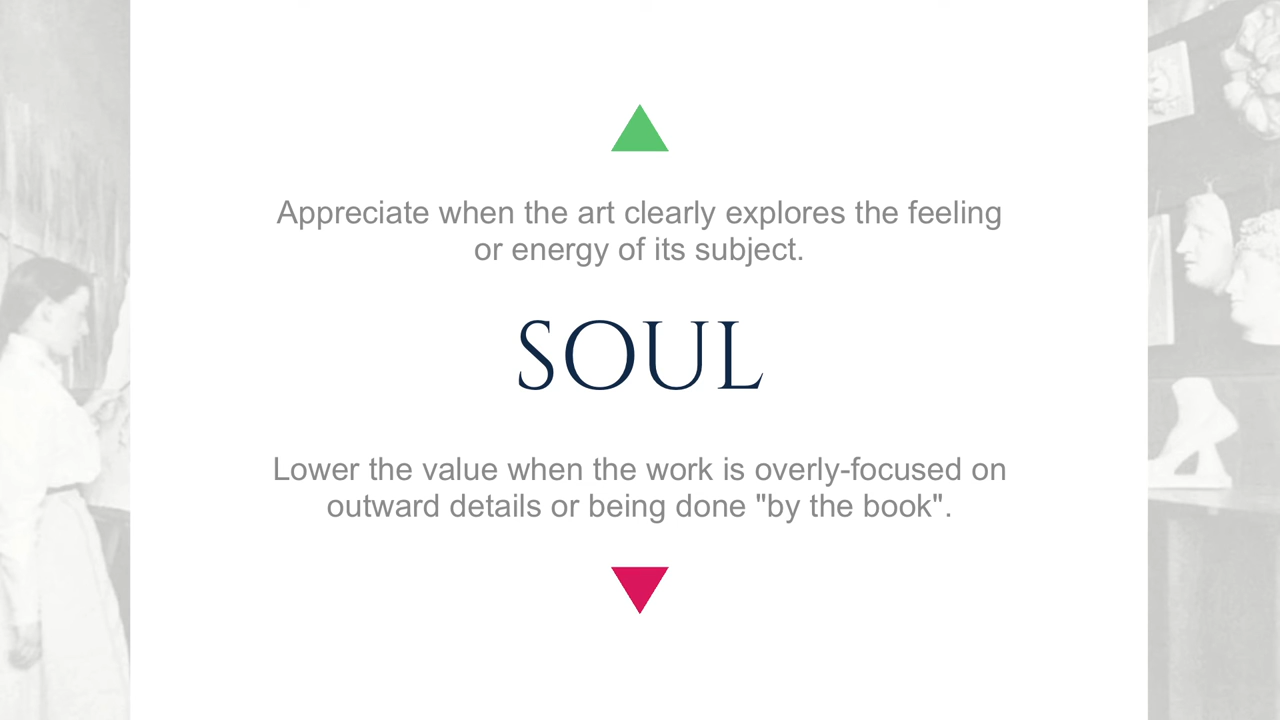 Appreciate when the art clearly explores the feeling
or energy of its subject.
SOUL
Lower the value when the work is overly-focused on
outward details or being done "by the book".